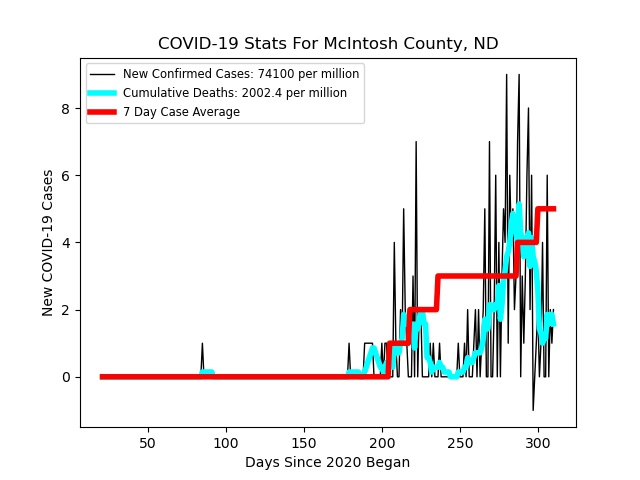 COVID-19 Stats For McIntosh County, ND
New Confirmed Cases: 74100 per million
Cumulative Deaths: 2002.4 per million
7 Day Case Average
New COVID-19 Cases
8
6
4
2
0
50 100 150 200 250 300
Days Since 2020 Began